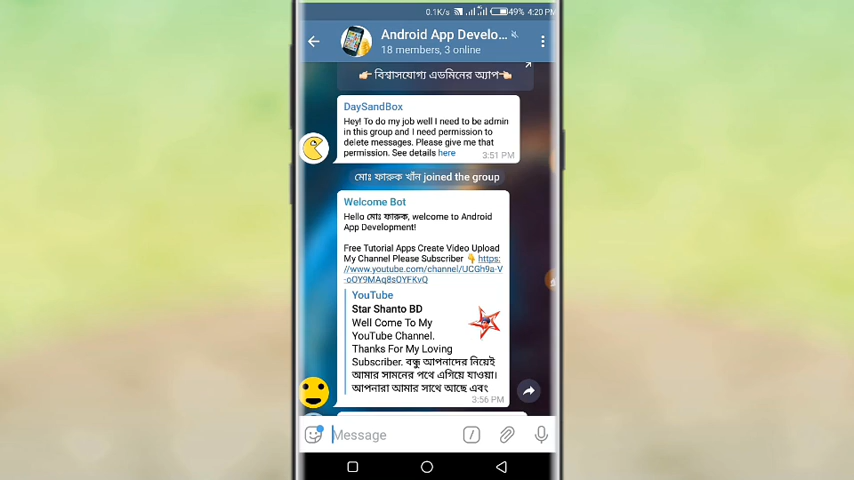 0.1K/s 49% 4:20 PM
Android App Develo...
18 members, 3 online
👉🏻 বিশ্বাসযোগ্য এডমিনের অ্যাপ👈🏻
DaySandBox
Hey! To do my job well I need to be admin
in this group and I need permission to
delete messages. Please give me that
permission. See details here
3:51 PM
মোঃ ফারুক খাঁন joined the group
Welcome Bot
Hello মোঃ ফারুক, welcome to Android
App Development!
Free Tutorial Apps Create Video Upload
My Channel Please Subscriber 👇 https:
//www.youtube.com/channel/UCGh9a-V
-oOY9MAq8sOYFKvQ
YouTube
Star Shanto BD
Well Come To My
YouTube Channel.
Thanks For My Loving
Subscriber. বন্ধু আপনাদের নিয়েই
আমার সামনের পথে এগিয়ে যাওয়া।
আপনারা আমার সাথে আছে এবং
3:56 PM
Message